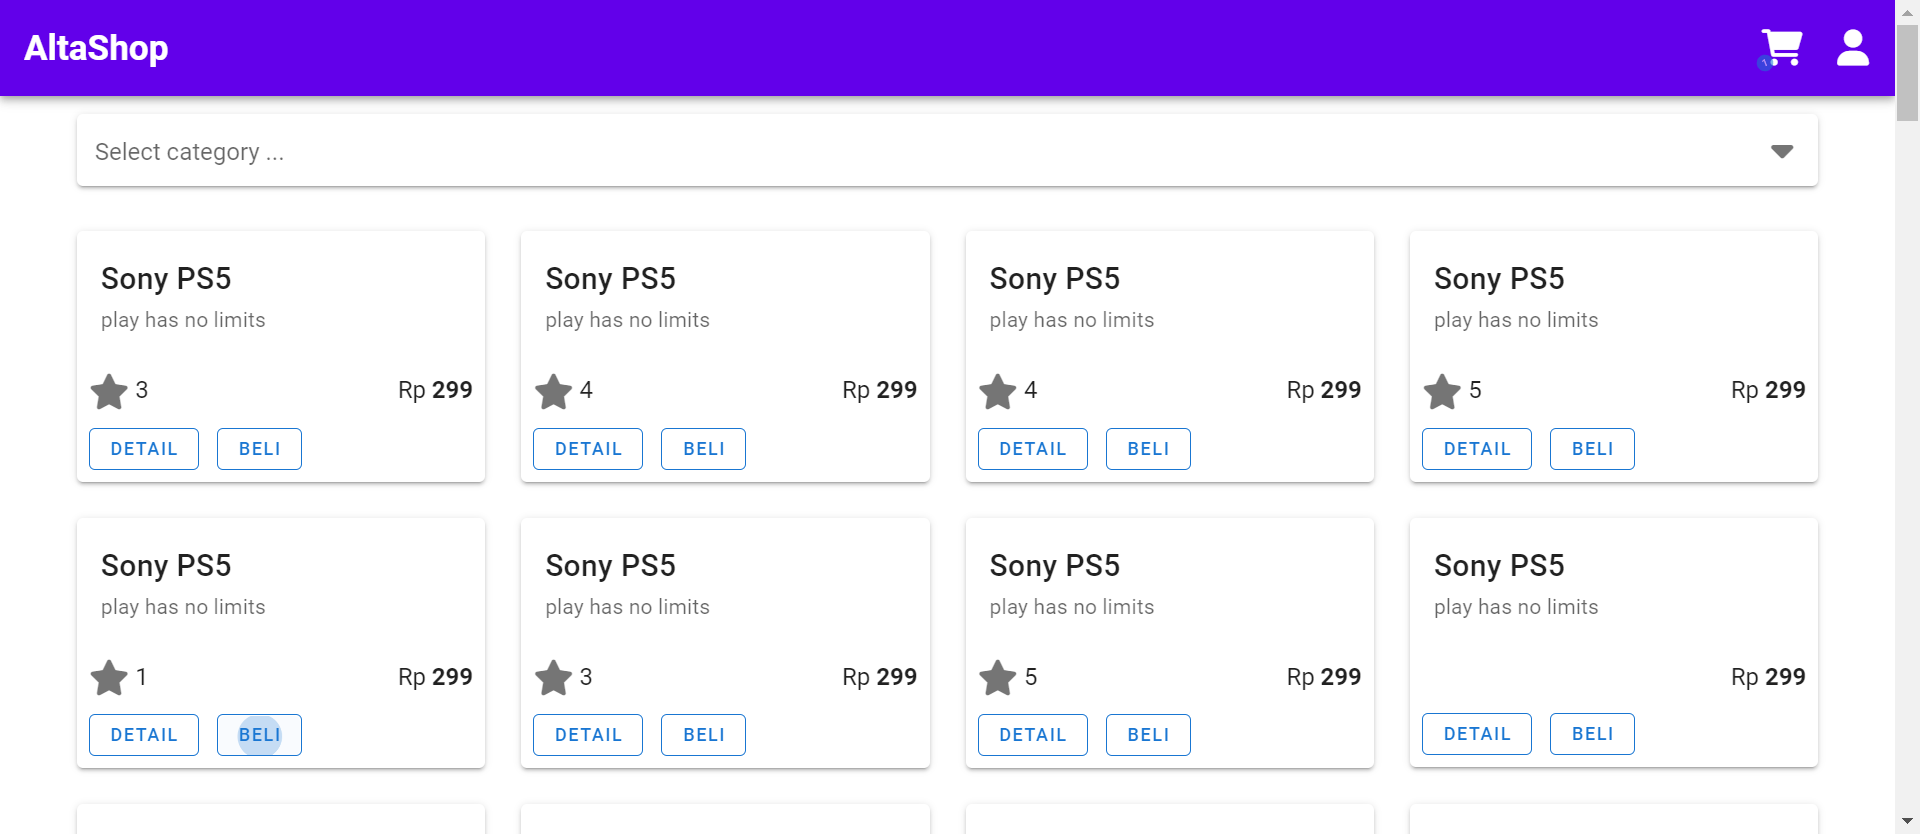 AltaShop
1
Select category ...
Sony PS5
play has no limits
3 Rp 299
DETAIL BELI
Sony PS5
play has no limits
4 Rp 299
DETAIL BELI
Sony PS5
play has no limits
4 Rp 299
DETAIL BELI
Sony PS5
play has no limits
5 Rp 299
DETAIL BELI
Sony PS5
play has no limits
1 Rp 299
DETAIL BELI
Sony PS5
play has no limits
3 Rp 299
DETAIL BELI
Sony PS5
play has no limits
5 Rp 299
DETAIL BELI
Sony PS5
play has no limits
Rp 299
DETAIL BELI